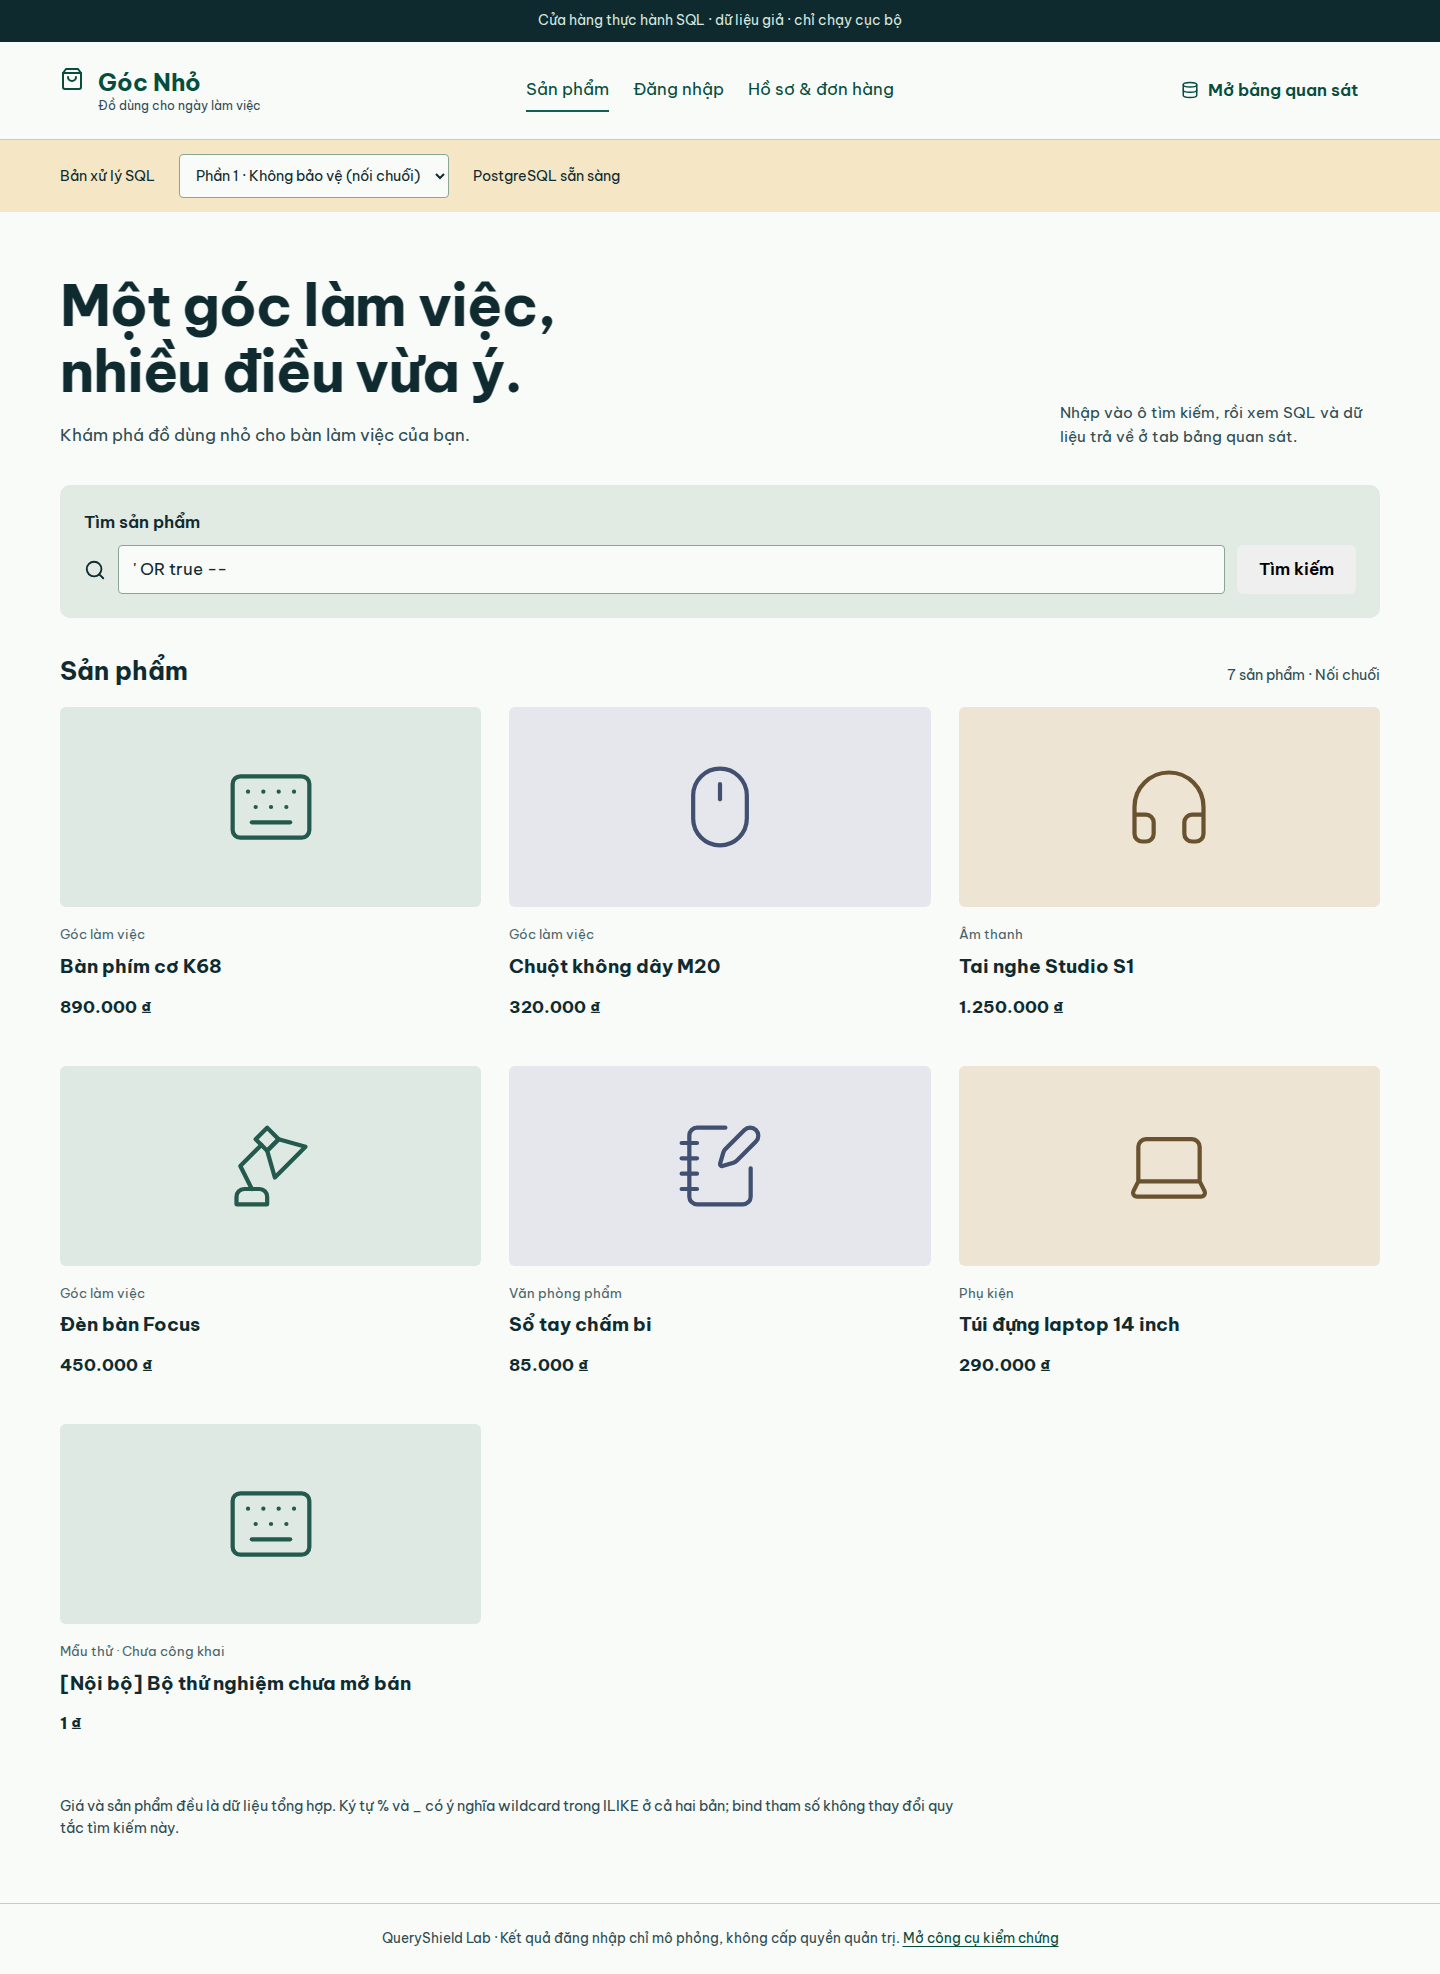 Cửa hàng thực hành SQL · dữ liệu giả · chỉ chạy cục bộ
Góc Nhỏ
Đồ dùng cho ngày làm việc
Sản phẩm
Đăng nhập
Hồ sơ & đơn hàng
Mở bảng quan sát
Bản xử lý SQL
Phần 1 · Không bảo vệ (nối chuỗi)
PostgreSQL sẵn sàng
Một góc làm việc,
nhiều điều vừa ý.
Khám phá đồ dùng nhỏ cho bàn làm việc của bạn.
Nhập vào ô tìm kiếm, rồi xem SQL và dữ
liệu trả về ở tab bảng quan sát.
Tìm sản phẩm
' OR true --
Tìm kiếm
Sản phẩm
7 sản phẩm · Nối chuỗi
Góc làm việc
Bàn phím cơ K68
890.000 ₫
Góc làm việc
Chuột không dây M20
320.000 ₫
Âm thanh
Tai nghe Studio S1
1.250.000 ₫
Góc làm việc
Đèn bàn Focus
450.000 ₫
Văn phòng phẩm
Sổ tay chấm bi
85.000 ₫
Phụ kiện
Túi đựng laptop 14 inch
290.000 ₫
Mẫu thử · Chưa công khai
[Nội bộ] Bộ thử nghiệm chưa mở bán
1 ₫
Giá và sản phẩm đều là dữ liệu tổng hợp. Ký tự % và _ có ý nghĩa wildcard trong ILIKE ở cả hai bản; bind tham số không thay đổi quy
tắc tìm kiếm này.
QueryShield Lab · Kết quả đăng nhập chỉ mô phỏng, không cấp quyền quản trị. Mở công cụ kiểm chứng